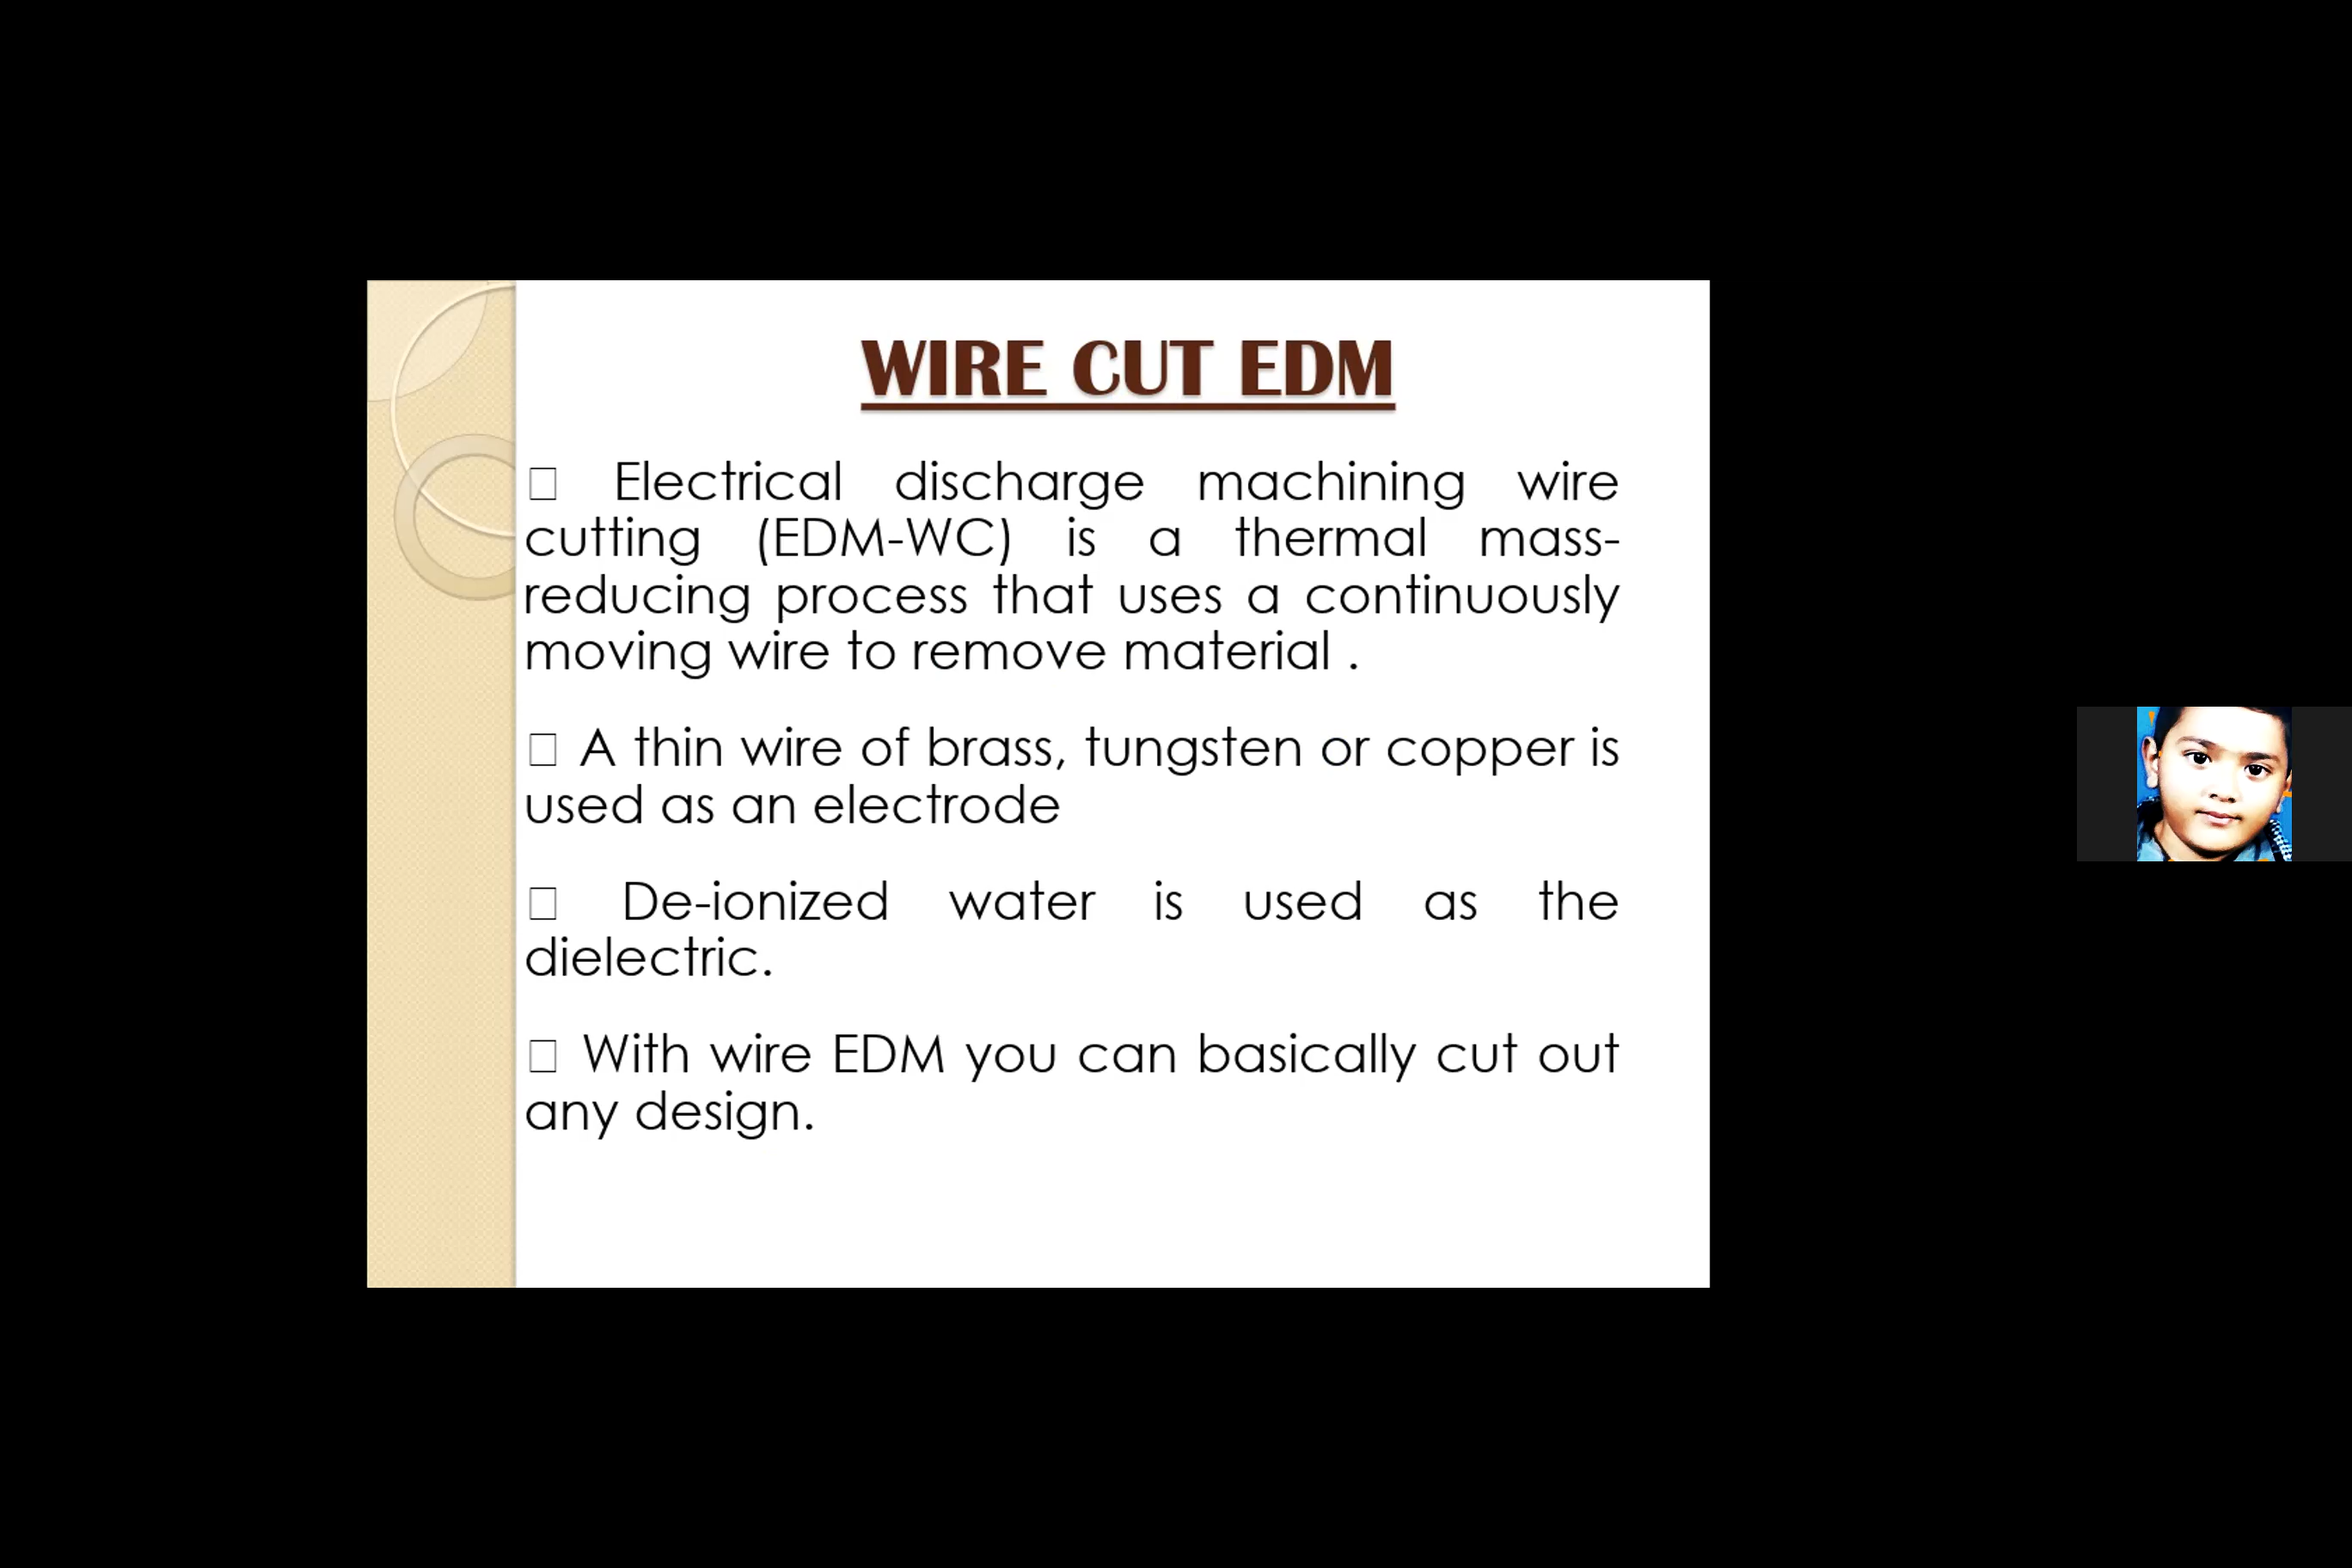 WIRE CUT EDM
□ Electrical discharge machining wire
cutting (EDM-WC) is a thermal mass-
reducing process that uses a continuously
moving wire to remove material .
□ A thin wire of brass, tungsten or copper is
used as an electrode
□ De-ionized water is used as the
dielectric.
□ With wire EDM you can basically cut out
any design.